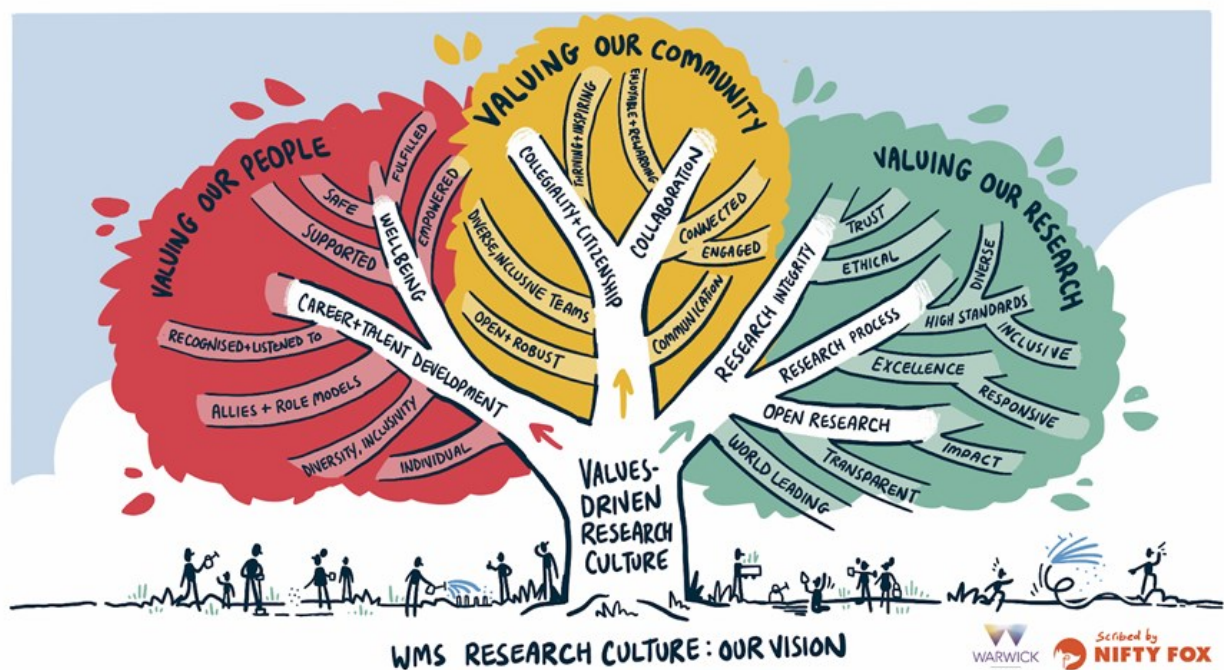 VALUING OUR PEOPLE
SAFE
FULFILLED
SUPPORTED
WELLBEING
EMPOWERED
CAREER+TALENT DEVELOPMENT
RECOGNISED+LISTENED TO
ALLIES + ROLE MODELS
DIVERSITY, INCLUSIVITY
INDIVIDUAL
VALUING OUR COMMUNITY
THRIVING+INSPIRING
ENJOYABLE+REWARDING
COLLEGIALITY+CITIZENSHIP
COLLABORATION
CONNECTED
ENGAGED
DIVERSE, INCLUSIVE TEAMS
OPEN+ROBUST
COMMUNICATION
VALUING OUR RESEARCH
TRUST
ETHICAL
RESEARCH INTEGRITY
DIVERSE
HIGH STANDARDS
INCLUSIVE
RESEARCH PROCESS
EXCELLENCE
RESPONSIVE
OPEN RESEARCH
IMPACT
TRANSPARENT
WORLD LEADING
VALUES-
DRIVEN
RESEARCH
CULTURE
WMS RESEARCH CULTURE: OUR VISION
WARWICK
Scribed by
NIFTY FOX